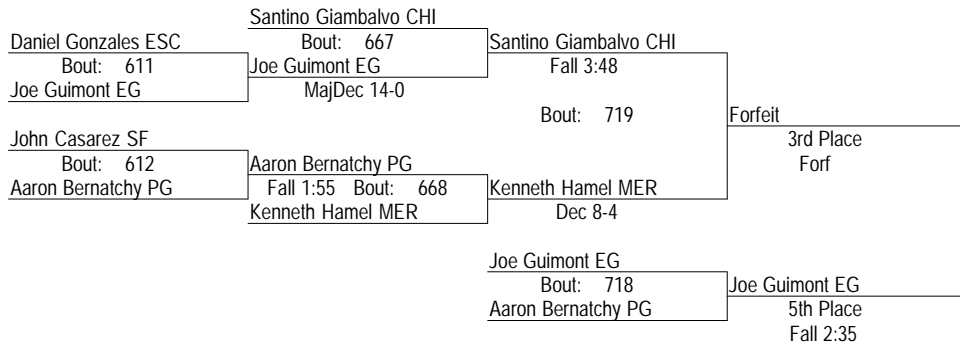 Santino Giambalvo CHI
Daniel Gonzales ESC
Bout: 667
Santino Giambalvo CHI
Bout: 611
Joe Guimont EG
Fall 3:48
Joe Guimont EG
MajDec 14-0
Bout: 719
Forfeit
John Casarez SF
3rd Place
Bout: 612
Aaron Bernatchy PG
Forf
Aaron Bernatchy PG
Fall 1:55 Bout: 668
Kenneth Hamel MER
Kenneth Hamel MER
Dec 8-4
Joe Guimont EG
Bout: 718
Joe Guimont EG
Aaron Bernatchy PG
5th Place
Fall 2:35